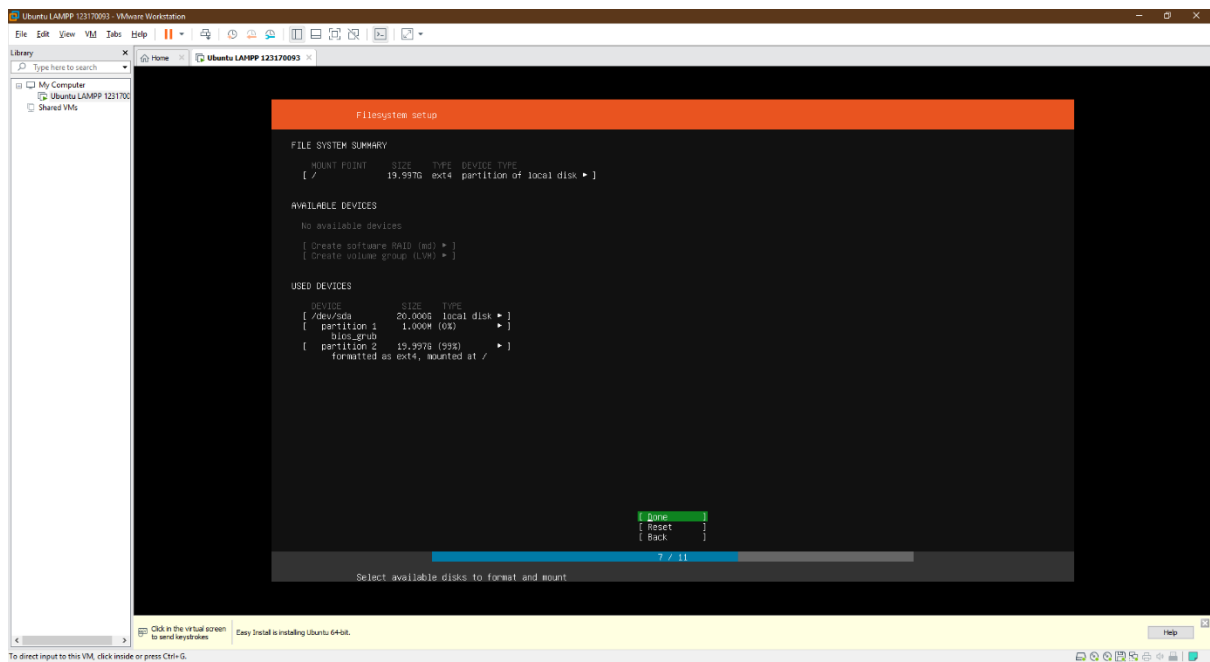 Ubuntu LAMPP 123170093 - VMware Workstation
File Edit View VM Tabs Help
Library
Type here to search
My Computer
Ubuntu LAMPP 1231700
Shared VMs
Home
Ubuntu LAMPP 123170093
Filesystem setup
FILE SYSTEM SUMMARY
MOUNT POINT SIZE TYPE DEVICE TYPE
[ / 19.997G ext4 partition of local disk ▸ ]
AVAILABLE DEVICES
No available devices
[ Create software RAID (md) ▸ ]
[ Create volume group (LVM) ▸ ]
USED DEVICES
DEVICE SIZE TYPE
[ /dev/sda 20.000G local disk ▸ ]
[ partition 1 1.000M (0%) ▸ ]
bios_grub
[ partition 2 19.997G (99%) ▸ ]
formatted as ext4, mounted at /
[ Done ]
[ Reset ]
[ Back ]
7 / 11
Select available disks to format and mount
Click in the virtual screen
to send keystrokes
Easy Install is installing Ubuntu 64-bit.
Help
To direct input to this VM, click inside or press Ctrl+G.